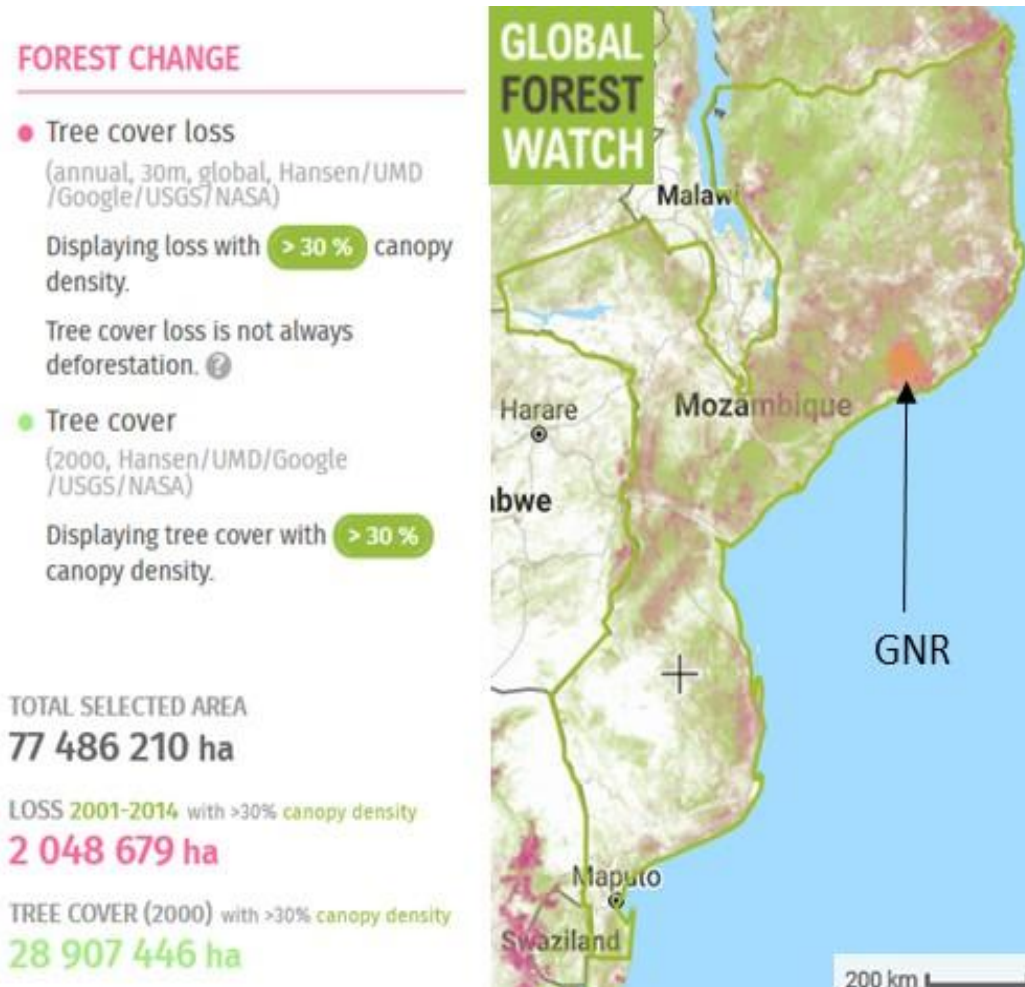 FOREST CHANGE
Tree cover loss
(annual, 30m, global, Hansen/UMD
/Google/USGS/NASA)
Displaying loss with > 30 % canopy
density.
Tree cover loss is not always
deforestation. ?
Tree cover
(2000, Hansen/UMD/Google
/USGS/NASA)
Displaying tree cover with > 30 %
canopy density.
TOTAL SELECTED AREA
77 486 210 ha
LOSS 2001-2014 with >30% canopy density
2 048 679 ha
TREE COVER (2000) with >30% canopy density
28 907 446 ha
GLOBAL
FOREST
WATCH
Malawi
Harare
Mozambique
abwe
GNR
Maputo
Swaziland
200 km